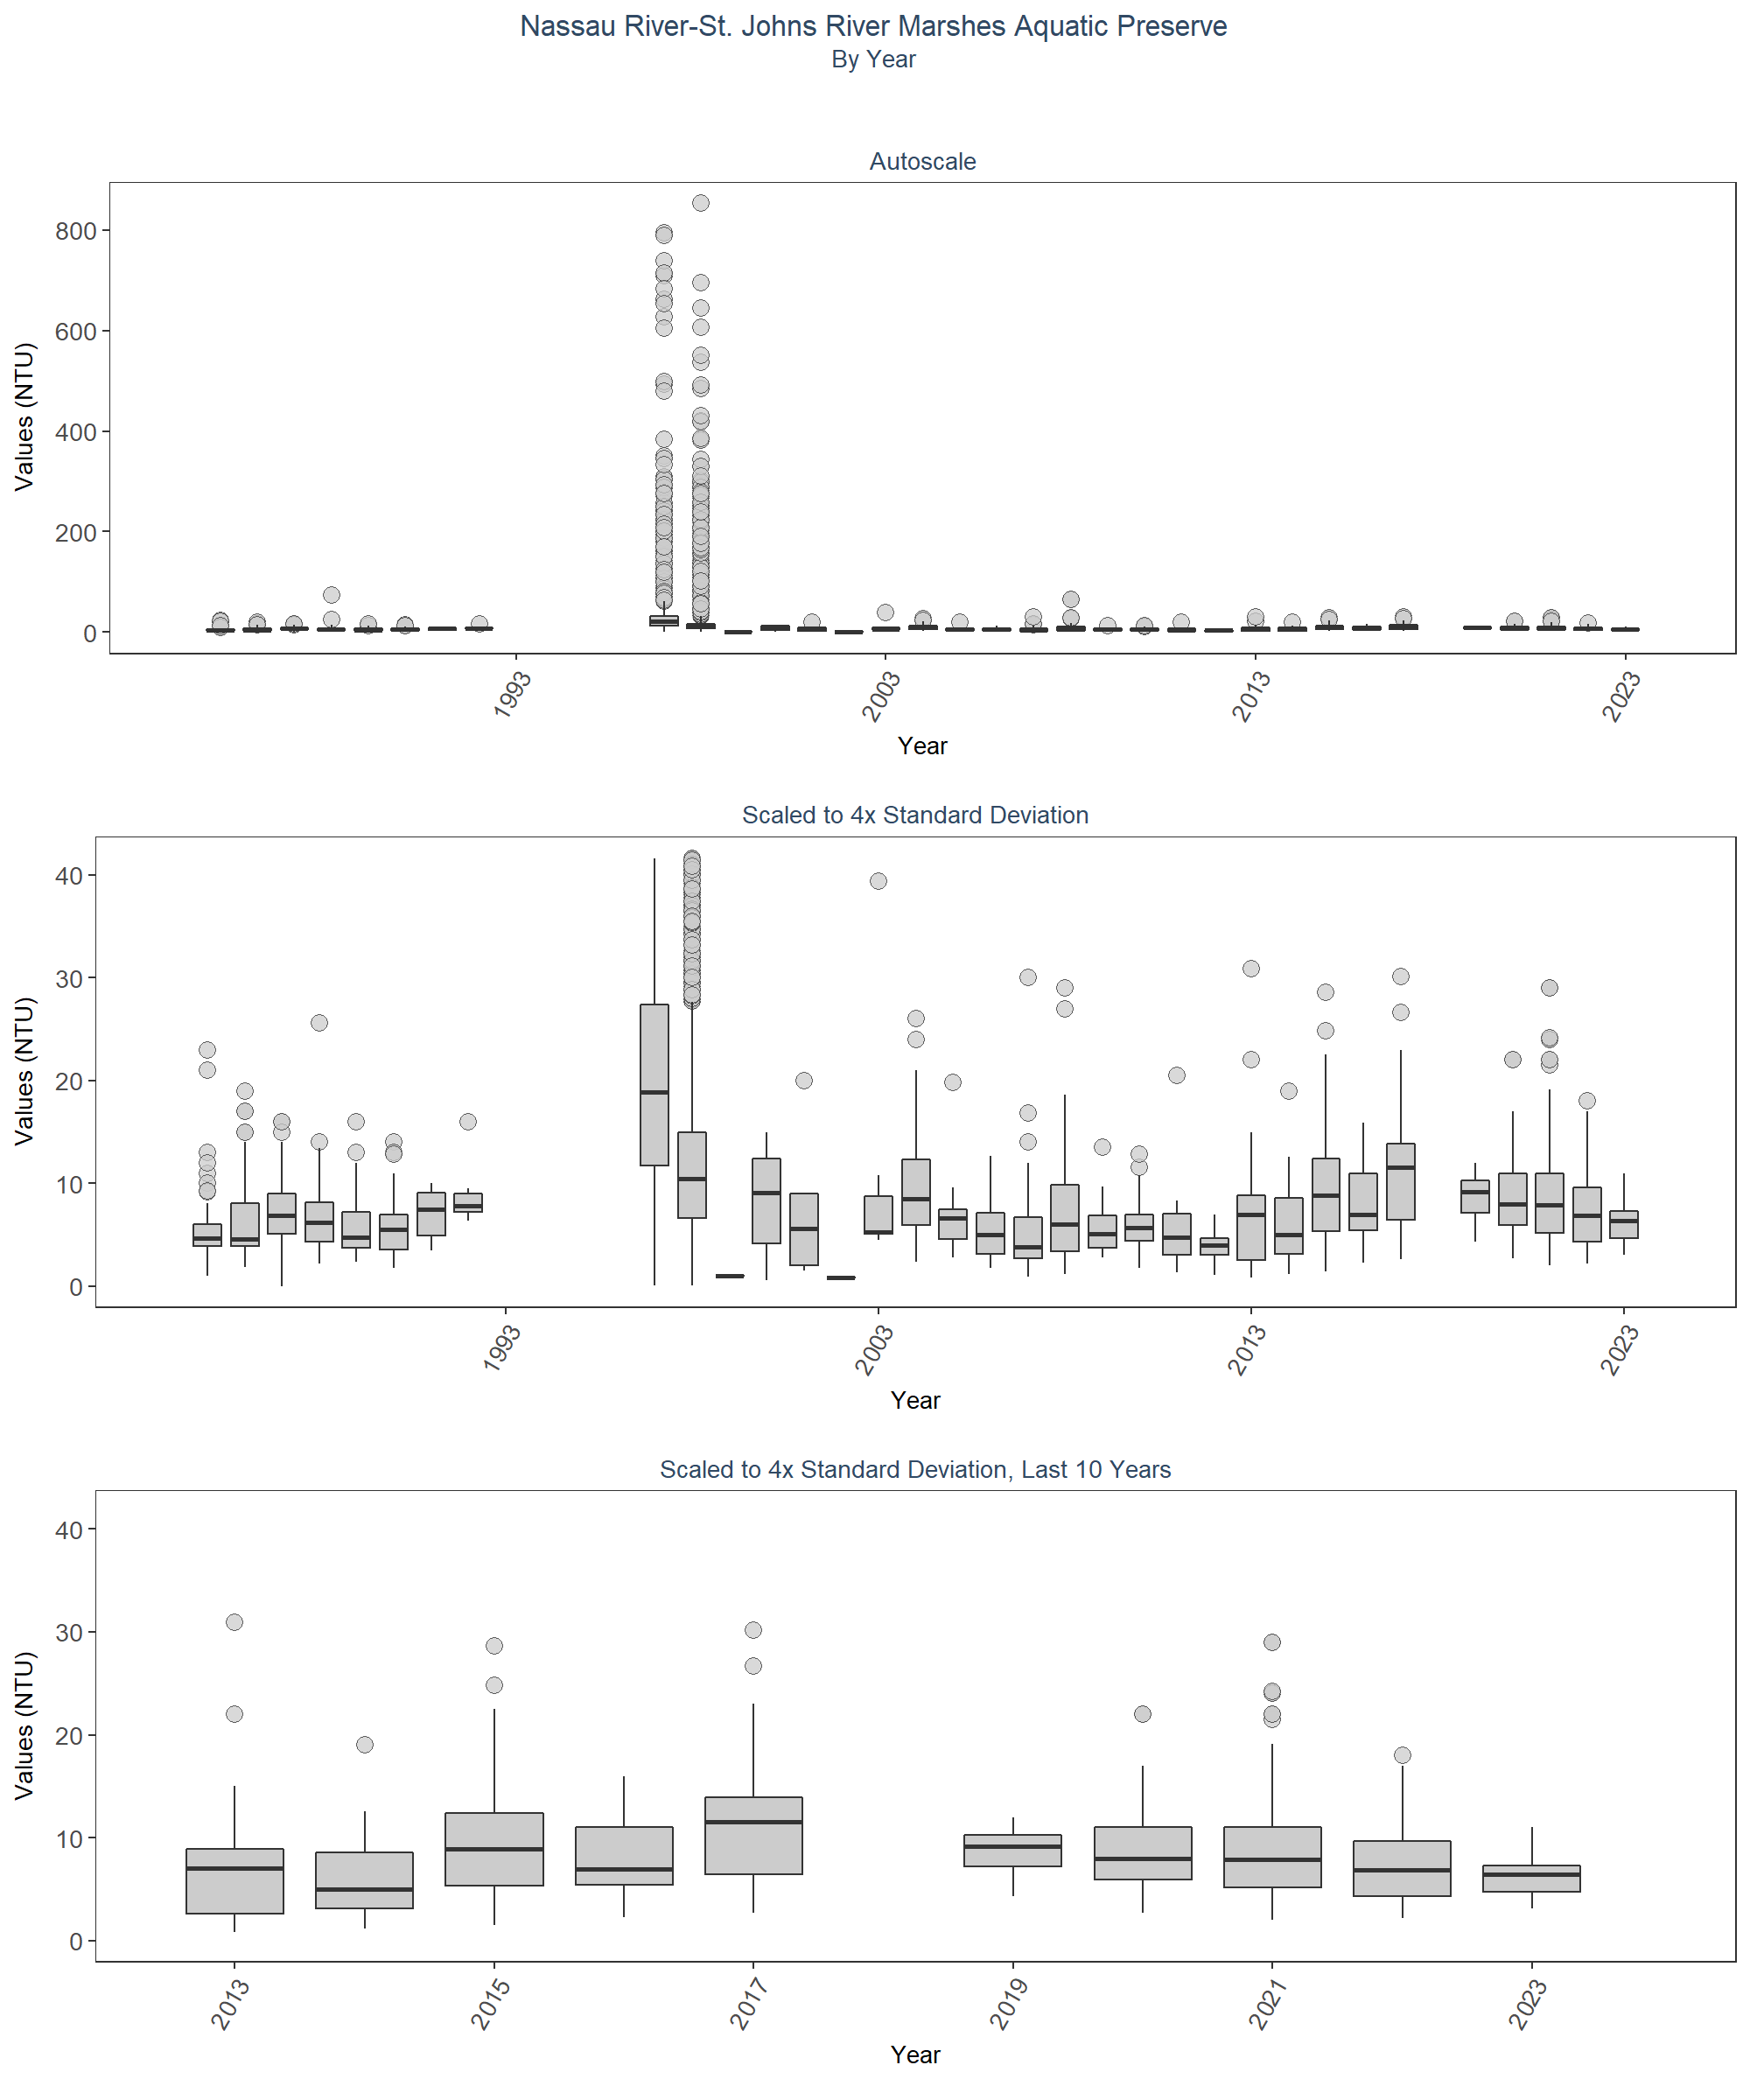 Nassau River-St. Johns River Marshes Aquatic Preserve
By Year
Autoscale
Values (NTU)
800
600
400
200
0
1993
2003
2013
2023
Year
Scaled to 4x Standard Deviation
Values (NTU)
40
30
20
10
0
1993
2003
2013
2023
Year
Scaled to 4x Standard Deviation, Last 10 Years
Values (NTU)
40
30
20
10
0
2013
2015
2017
2019
2021
2023
Year